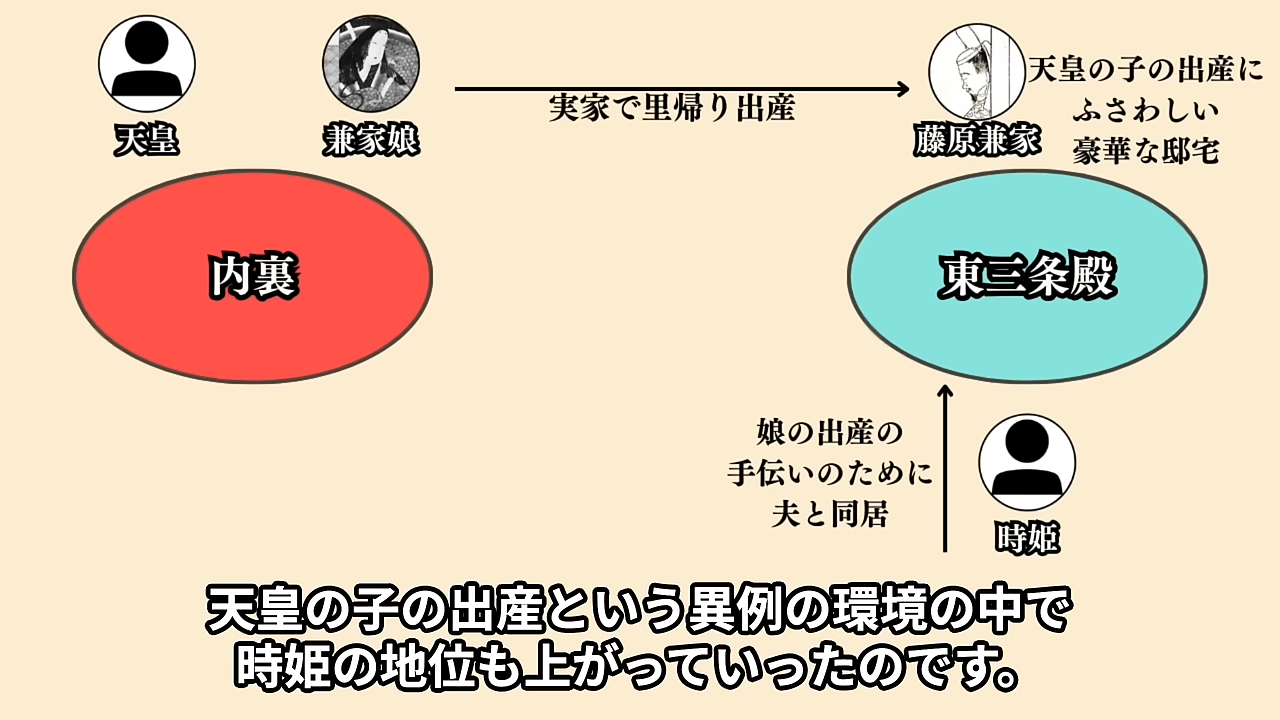 天皇
兼家娘
実家で里帰り出産
藤原兼家
天皇の子の出産に
ふさわしい
豪華な邸宅
内裏
東三条殿
娘の出産の
手伝いのために
夫と同居
時姫
天皇の子の出産という異例の環境の中で
時姫の地位も上がっていったのです。